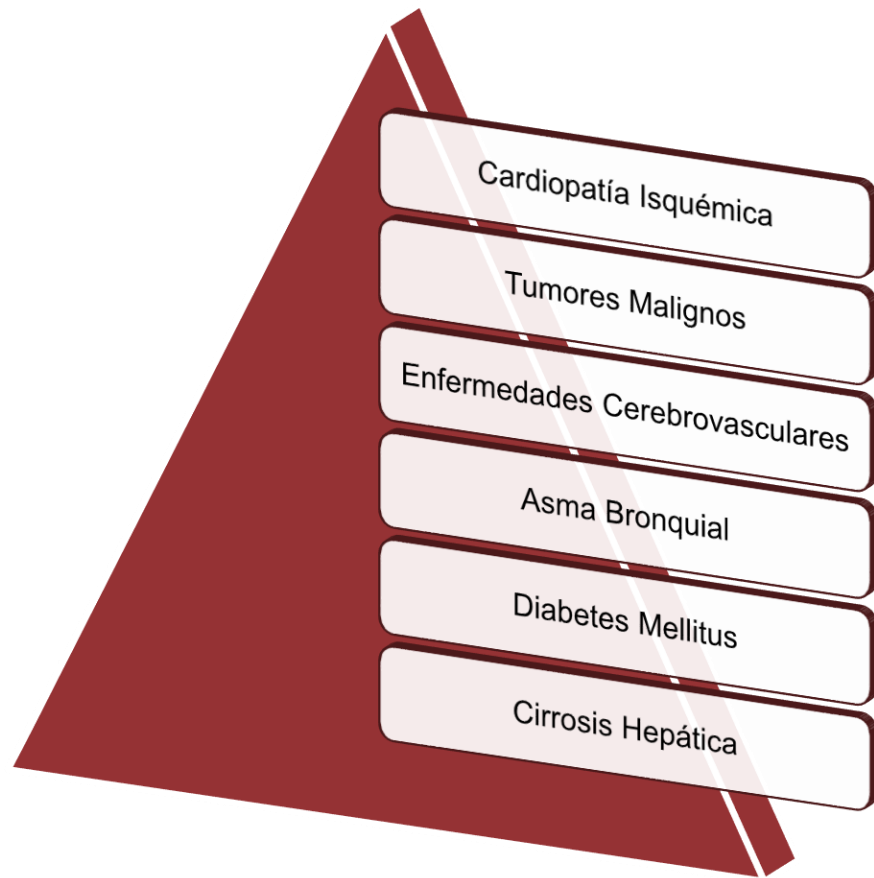 Cardiopatía Isquémica
Tumores Malignos
Enfermedades Cerebrovasculares
Asma Bronquial
Diabetes Mellitus
Cirrosis Hepática